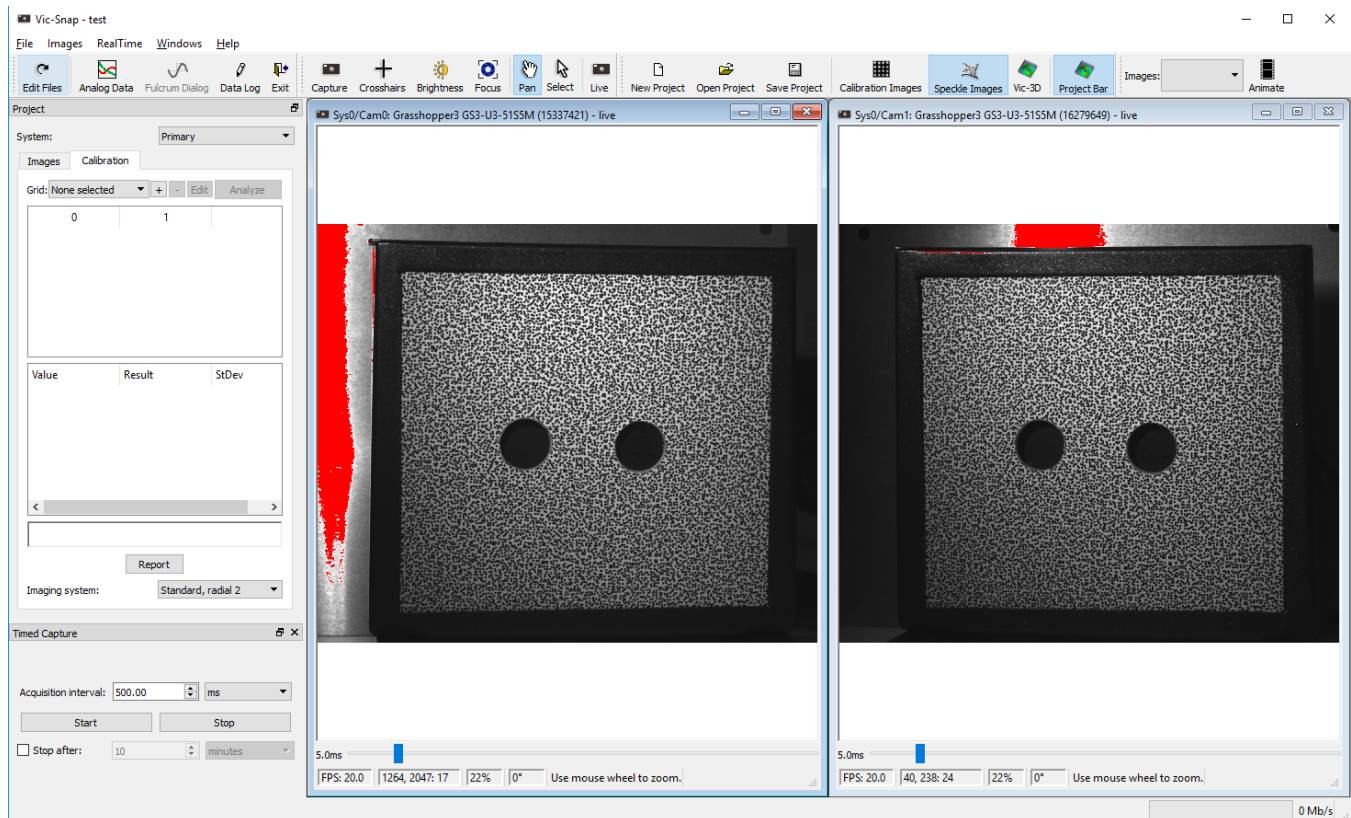 Vic-Snap - test
File Images RealTime Windows Help
Edit Files Analog Data Fulcrum Dialog Data Log Exit Capture Crosshairs Brightness Focus Pan Select Live New Project Open Project Save Project Calibration Images Speckle Images Vic-3D Project Bar Images: Animate
Project
System: Primary
Images Calibration
Grid: None selected + - Edit Analyze
0 1
Value Result StDev
Report
Imaging system: Standard, radial 2
Timed Capture
Acquisition interval: 500.00 ms
Start Stop
Stop after: 10 minutes
Sys0/Cam0: Grasshopper3 GS3-U3-51S5M (15337421) - live
5.0ms
FPS: 20.0 1264, 2047: 17 22% 0° Use mouse wheel to zoom.
Sys0/Cam1: Grasshopper3 GS3-U3-51S5M (16279649) - live
5.0ms
FPS: 20.0 40, 238: 24 22% 0° Use mouse wheel to zoom.
0 Mb/s